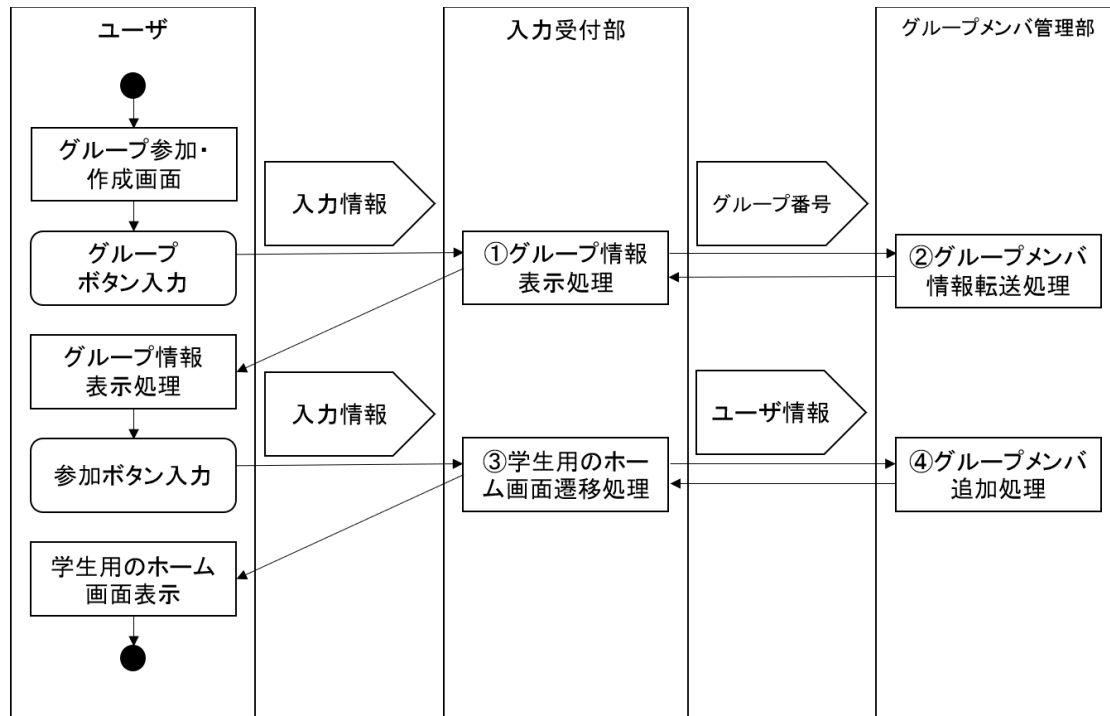 ユーザ
入力受付部
グループメンバ管理部
グループ参加・
作成画面
入力情報
グループ番号
グループ
ボタン入力
①グループ情報
表示処理
②グループメンバ
情報転送処理
グループ情報
表示処理
入力情報
ユーザ情報
参加ボタン入力
③学生用のホー
ム画面遷移処理
④グループメンバ
追加処理
学生用のホーム
画面表示